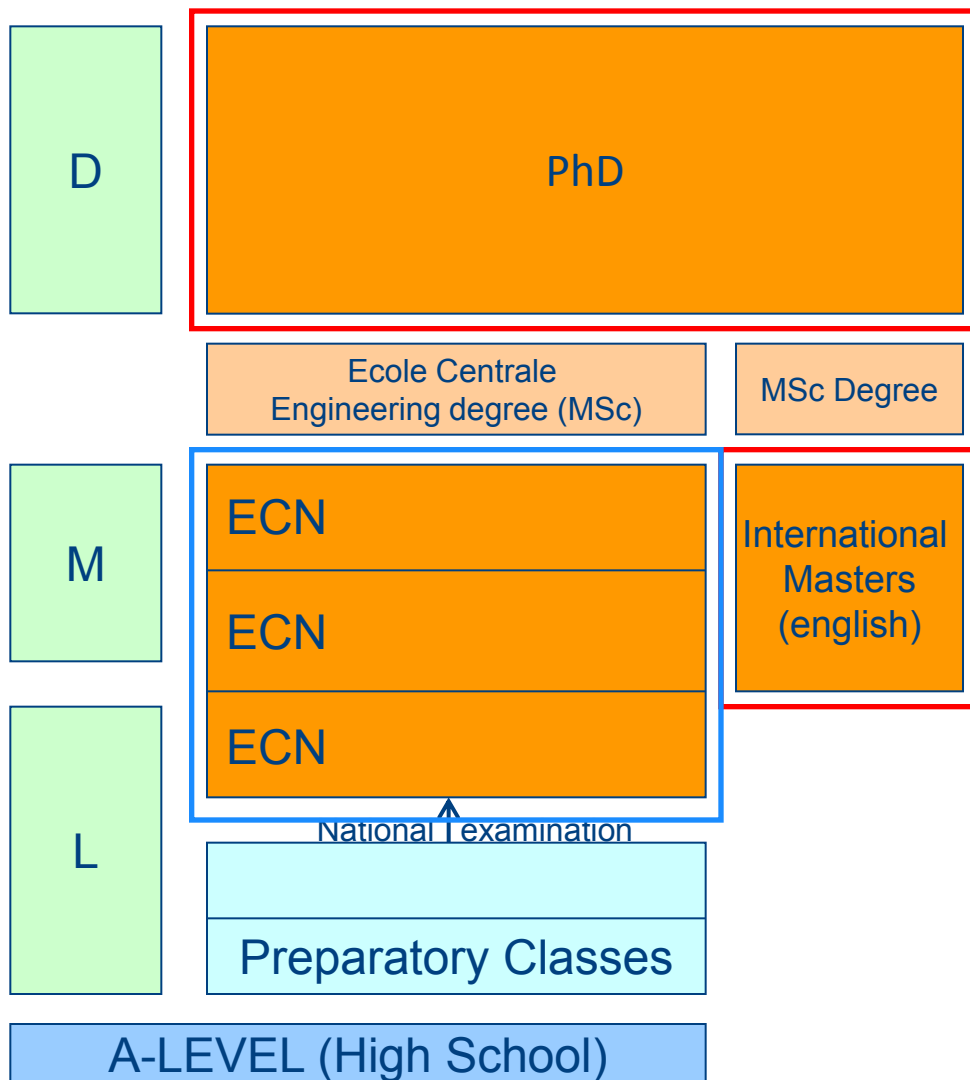 D
PhD
Ecole Centrale
Engineering degree (MSc)
MSc Degree
M
ECN
ECN
ECN
International
Masters
(english)
L
National examination
Preparatory Classes
A-LEVEL (High School)